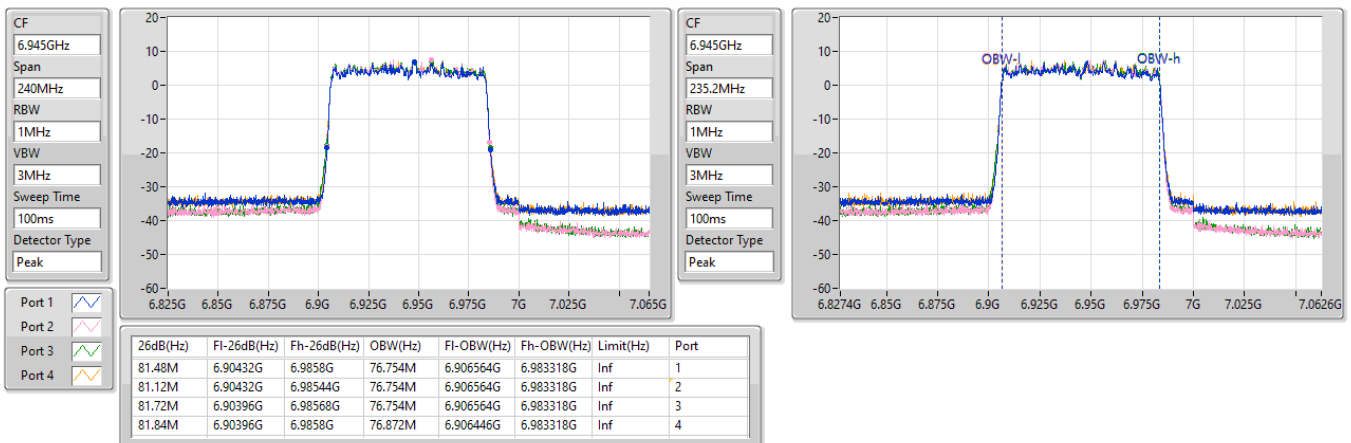 CF
6.945GHz
Span
240MHz
RBW
1MHz
VBW
3MHz
Sweep Time
100ms
Detector Type
Peak
20
10
0
-10
-20
-30
-40
-50
-60
6.825G 6.85G 6.875G 6.9G 6.925G 6.95G 6.975G 7G 7.025G 7.065G
CF
6.945GHz
Span
235.2MHz
RBW
1MHz
VBW
3MHz
Sweep Time
100ms
Detector Type
Peak
20
10
0
-10
-20
-30
-40
-50
-60
OBW-l OBW-h
6.8274G 6.85G 6.875G 6.9G 6.925G 6.95G 6.975G 7G 7.025G 7.0626G
Port 1
Port 2
Port 3
Port 4
26dB(Hz) Fl-26dB(Hz) Fh-26dB(Hz) OBW(Hz) Fl-OBW(Hz) Fh-OBW(Hz) Limit(Hz) Port
81.48M 6.90432G 6.9858G 76.754M 6.906564G 6.983318G Inf 1
81.12M 6.90432G 6.98544G 76.754M 6.906564G 6.983318G Inf 2
81.72M 6.90396G 6.98568G 76.754M 6.906564G 6.983318G Inf 3
81.84M 6.90396G 6.9858G 76.872M 6.906446G 6.983318G Inf 4